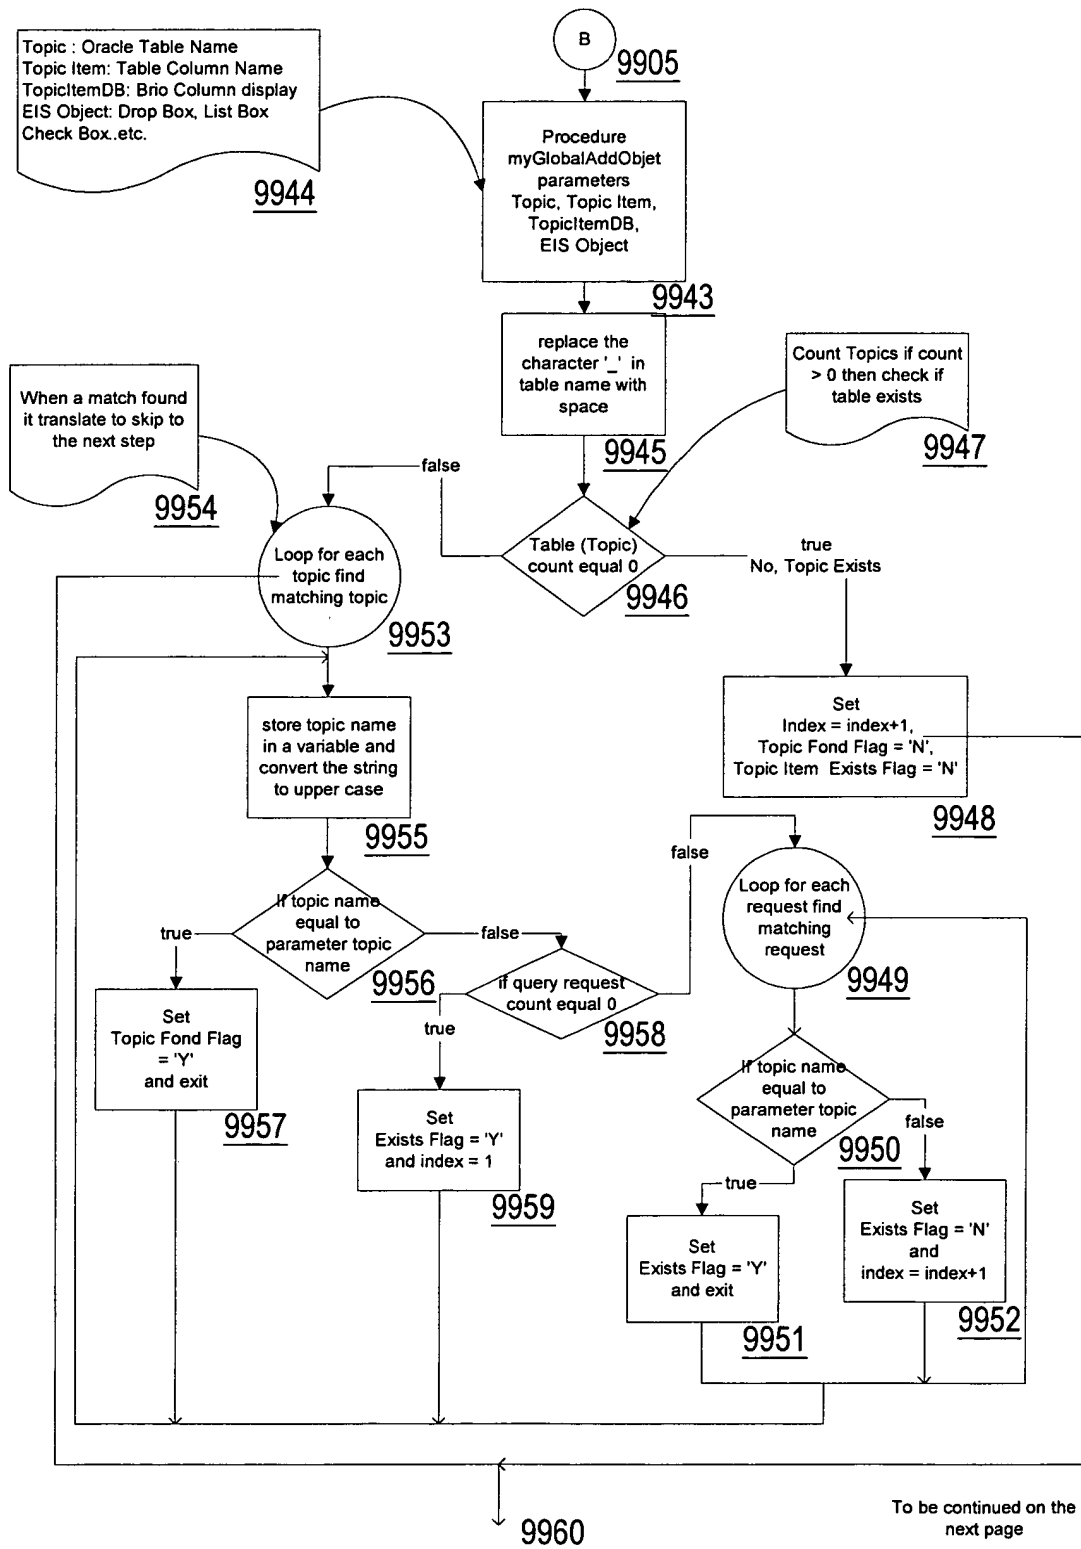 B
9905
Topic : Oracle Table Name
Topic Item: Table Column Name
TopicItemDB: Brio Column display
EIS Object: Drop Box, List Box
Check Box..etc.
9944
Procedure
myGlobalAddObjet
parameters
Topic, Topic Item,
TopicItemDB,
EIS Object
9943
replace the
character '_' in
table name with
space
9945
Count Topics if count
> 0 then check if
table exists
9947
When a match found
it translate to skip to
the next step
9954
false
Table (Topic)
count equal 0
9946
true
No, Topic Exists
Loop for each
topic find
matching topic
9953
store topic name
in a variable and
convert the string
to upper case
9955
Set
Index = index+1,
Topic Fond Flag = 'N',
Topic Item Exists Flag = 'N'
9948
If topic name
equal to
parameter topic
name
9956
true
false
if query request
count equal 0
9958
false
true
Loop for each
request find
matching
request
9949
Set
Topic Fond Flag
= 'Y'
and exit
9957
Set
Exists Flag = 'Y'
and index = 1
9959
If topic name
equal to
parameter topic
name
9950
false
true
Set
Exists Flag = 'Y'
and exit
9951
Set
Exists Flag = 'N'
and
index = index+1
9952
9960
To be continued on the
next page